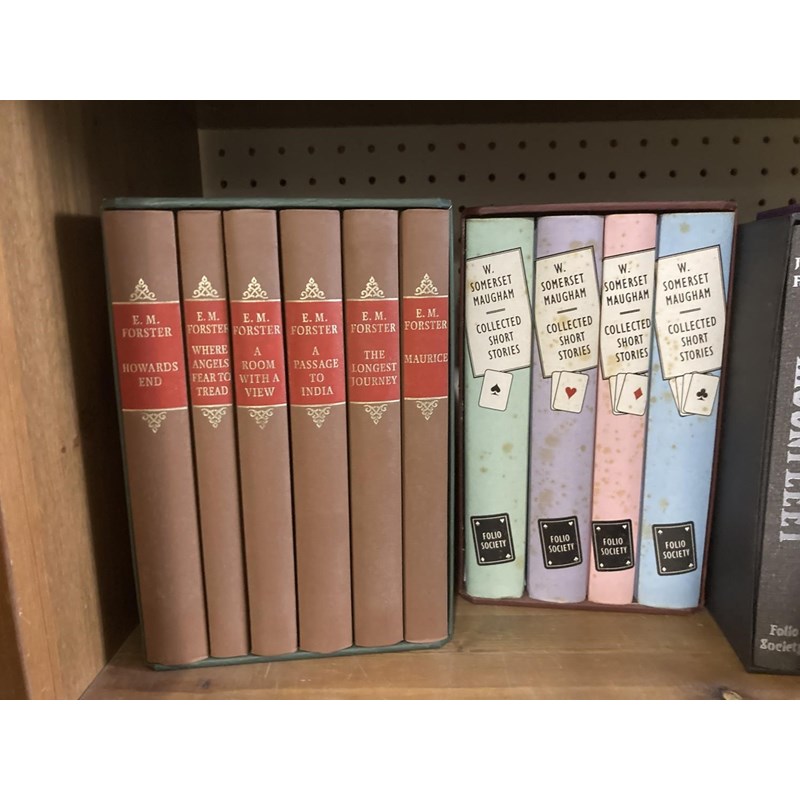 E. M.
FORSTER
HOWARDS
END
E. M.
FORSTER
WHERE
ANGELS
FEAR TO
TREAD
E. M.
FORSTER
A
ROOM
WITH A
VIEW
E. M.
FORSTER
A
PASSAGE
TO
INDIA
E. M.
FORSTER
THE
LONGEST
JOURNEY
E. M.
FORSTER
MAURICE
W.
SOMERSET
MAUGHAM
COLLECTED
SHORT
STORIES
FOLIO
SOCIETY
W.
SOMERSET
MAUGHAM
COLLECTED
SHORT
STORIES
FOLIO
SOCIETY
W.
SOMERSET
MAUGHAM
COLLECTED
SHORT
STORIES
FOLIO
SOCIETY
W.
SOMERSET
MAUGHAM
COLLECTED
SHORT
STORIES
FOLIO
SOCIETY
Folio
Society